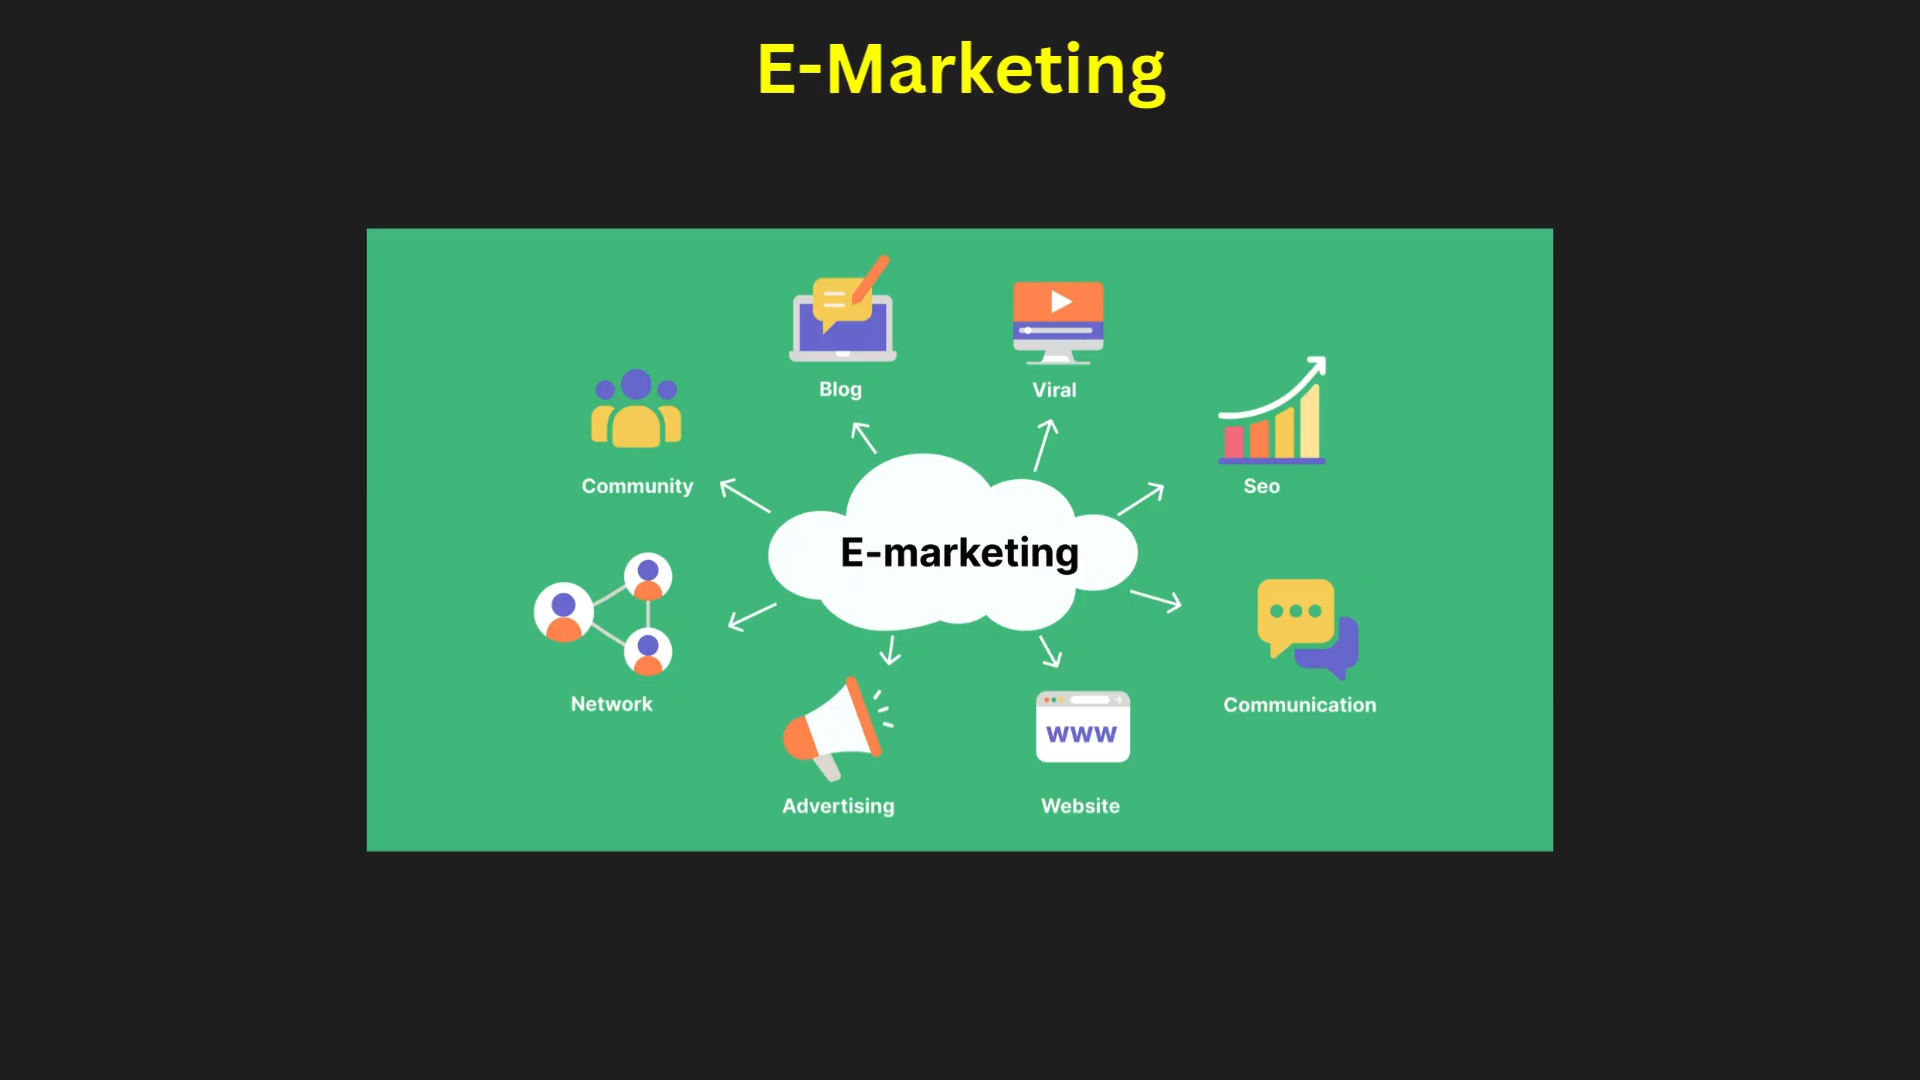 E-Marketing
Blog
Viral
Community
Seo
E-marketing
Network
Communication
www
Advertising
Website